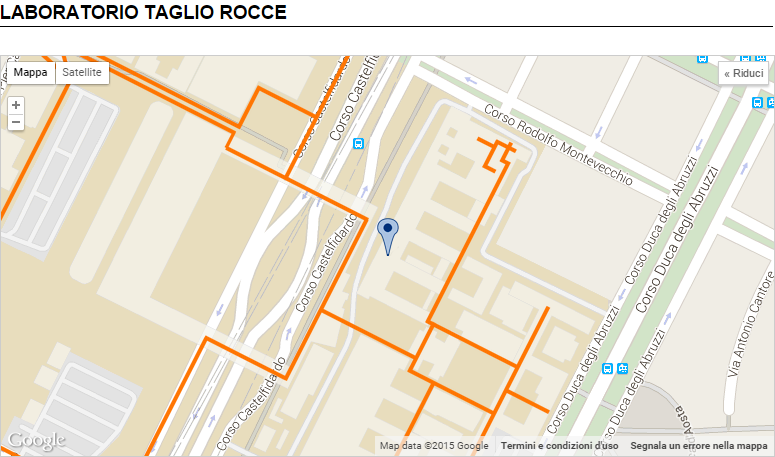 LABORATORIO TAGLIO ROCCE
Mappa
Satellite
« Riduci
+
−
Corso Castelfidardo
Corso Castelfidardo
Corso Rodolfo Montevecchio
Corso Duca degli Abruzzi
Corso Duca degli Abruzzi
Corso Castelfidardo
Corso Castelfidardo
Via Antonio Cantore
Corso Duca degli Abruzzi
Corso Duca degli Abruzzi
Aosta
Google
Map data ©2015 Google
Termini e condizioni d'uso
Segnala un errore nella mappa